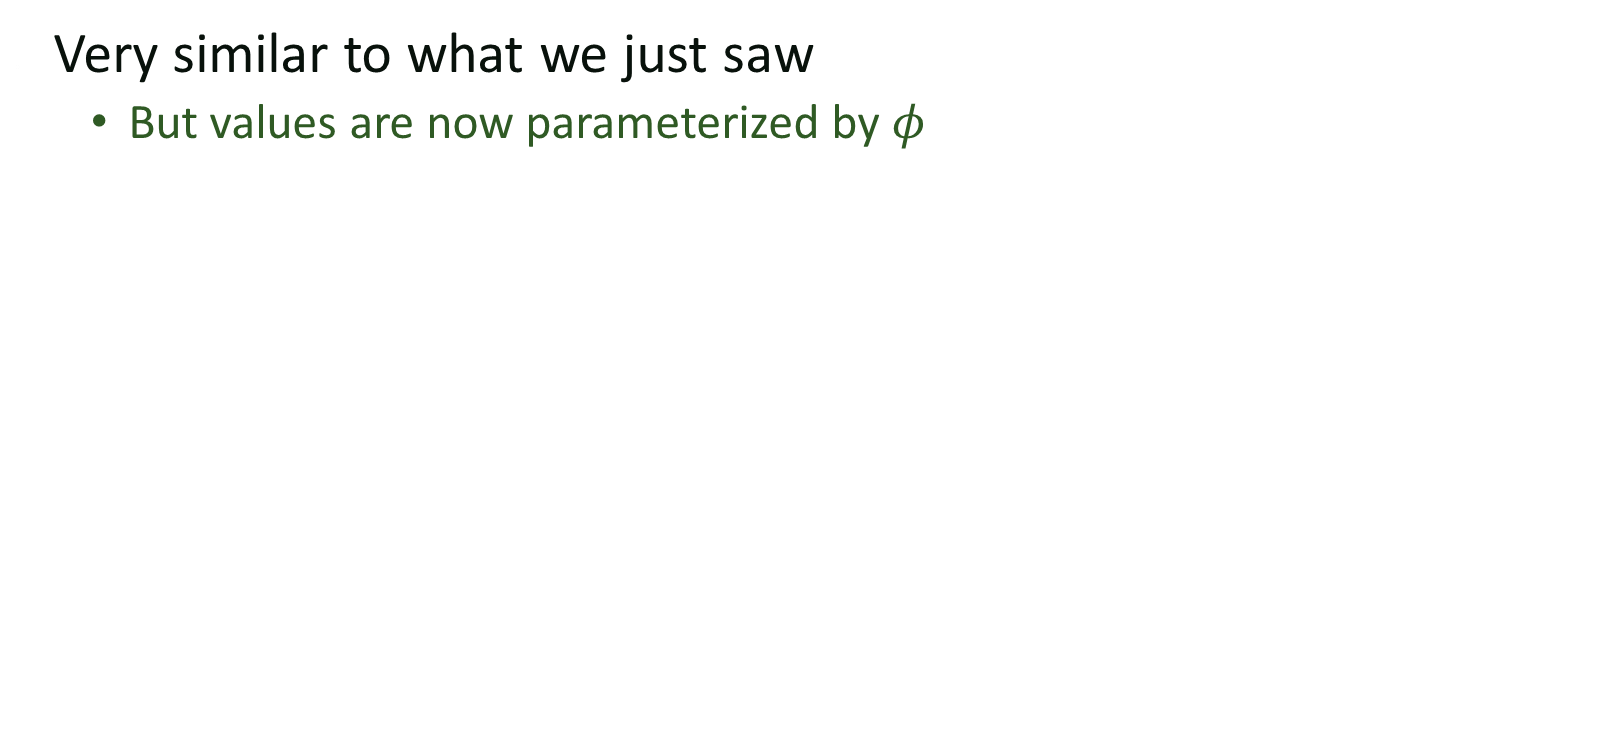 Very similar to what we just saw
• But values are now parameterized by ϕ